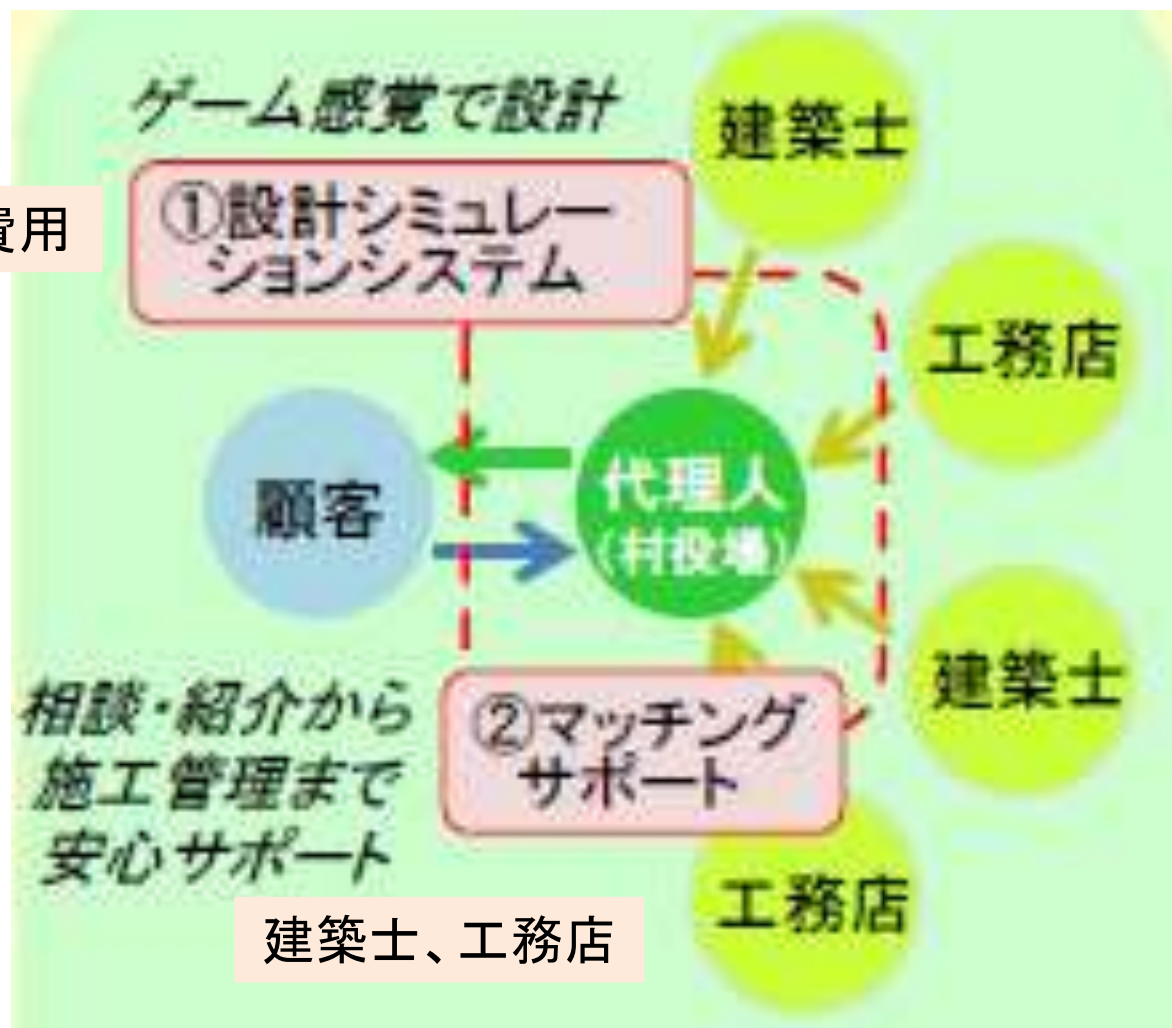 ゲーム感覚で設計
建築士
費用
①設計シミュレー
ションシステム
工務店
顧客
代理人
(村役場)
建築士
相談・紹介から
施工管理まで
安心サポート
②マッチング
サポート
工務店
建築士、工務店